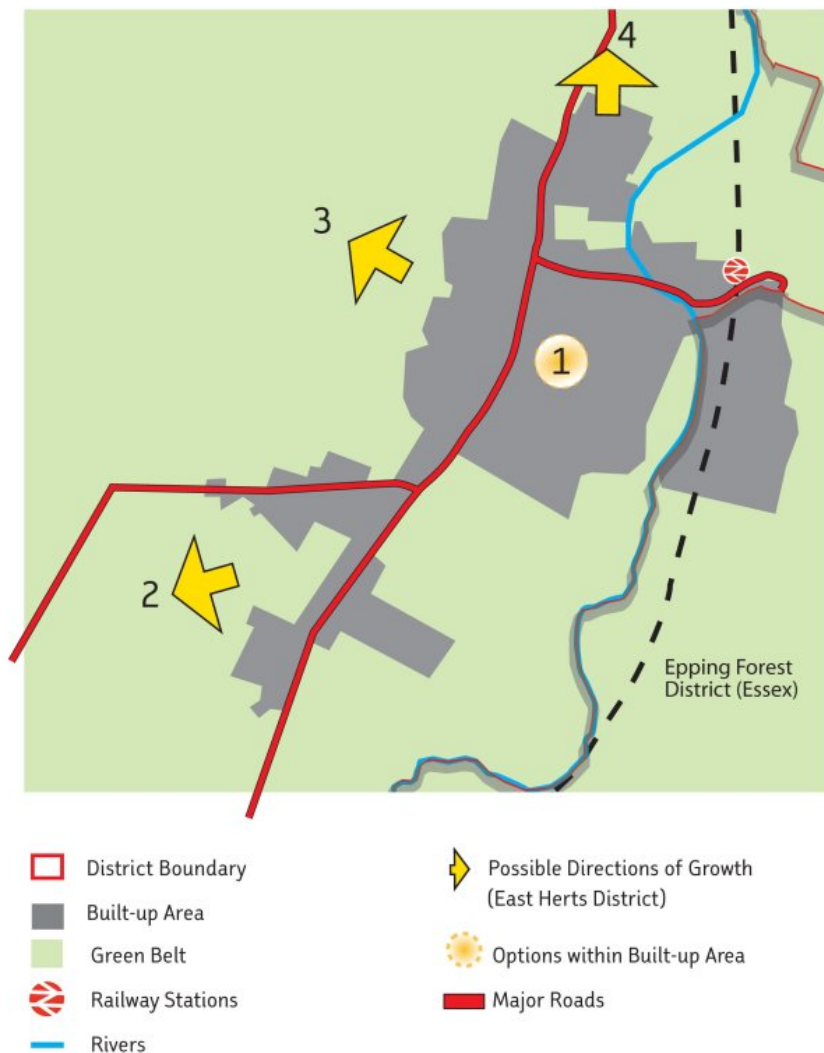 4
3
1
2
Epping Forest
District (Essex)
District Boundary
Built-up Area
Green Belt
Railway Stations
Rivers
Possible Directions of Growth
(East Herts District)
Options within Built-up Area
Major Roads